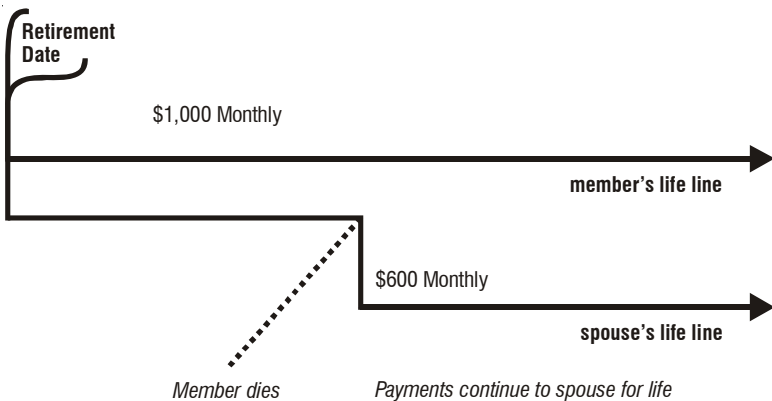 Retirement
Date
$1,000 Monthly
member's life line
$600 Monthly
spouse's life line
Member dies
Payments continue to spouse for life